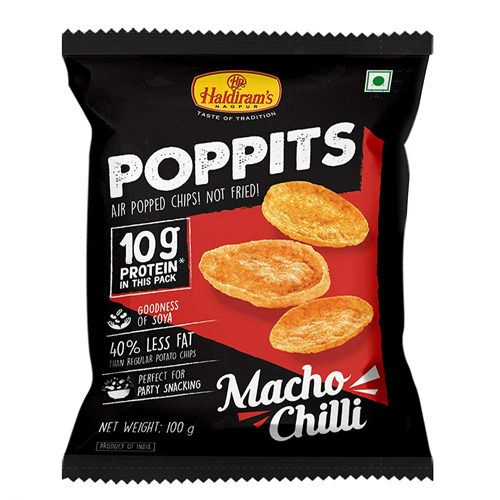 HR
Haldiram's
NAGPUR
TASTE OF TRADITION
POPPITS
AIR POPPED CHIPS! NOT FRIED!
10g
PROTEIN*
IN THIS PACK
GOODNESS
OF SOYA
40% LESS FAT
THAN REGULAR POTATO CHIPS
PERFECT FOR
PARTY SNACKING
Macho
Chilli
NET WEIGHT: 100 g
PRODUCT OF INDIA